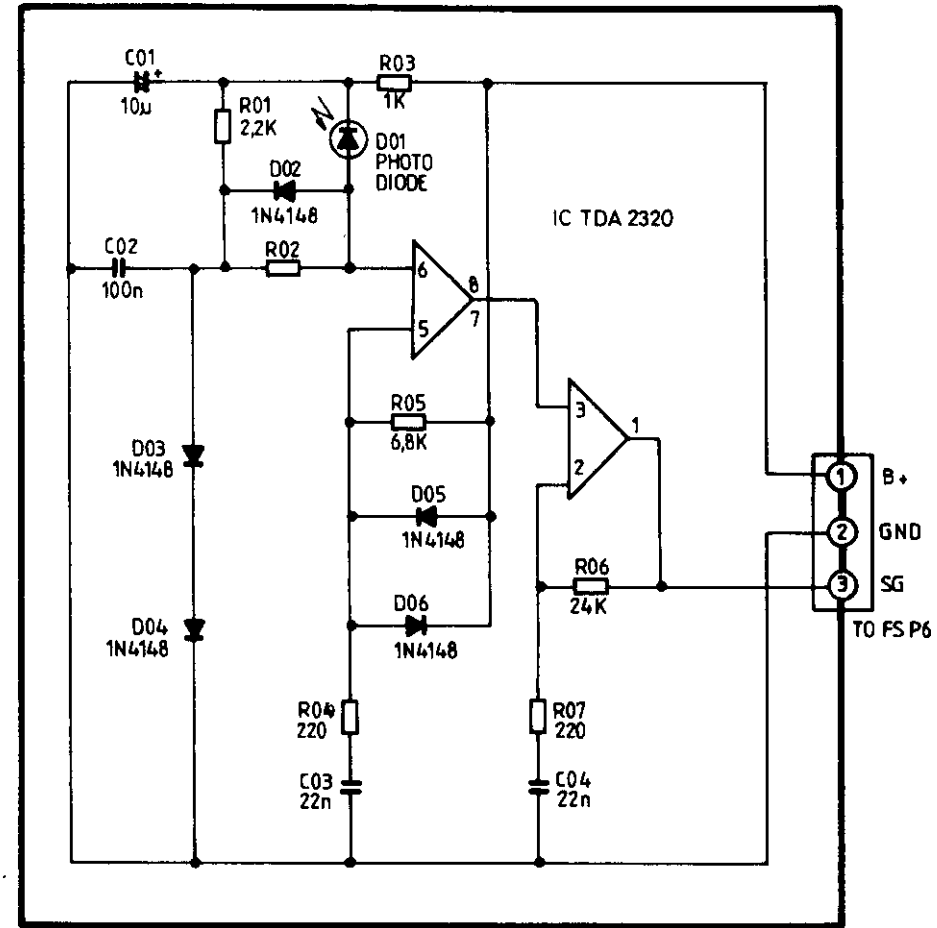 C01
+
10µ
R03
1K
R01
2,2K
D01
PHOTO
DIODE
D02
1N4148
IC TDA 2320
C02
100n
R02
6
5
8
7
R05
6,8K
3
2
1
D03
1N4148
D05
1N4148
1
B+
2
GND
3
SG
TO FS P6
R06
24K
D04
1N4148
D06
1N4148
R04
220
R07
220
C03
22n
C04
22n